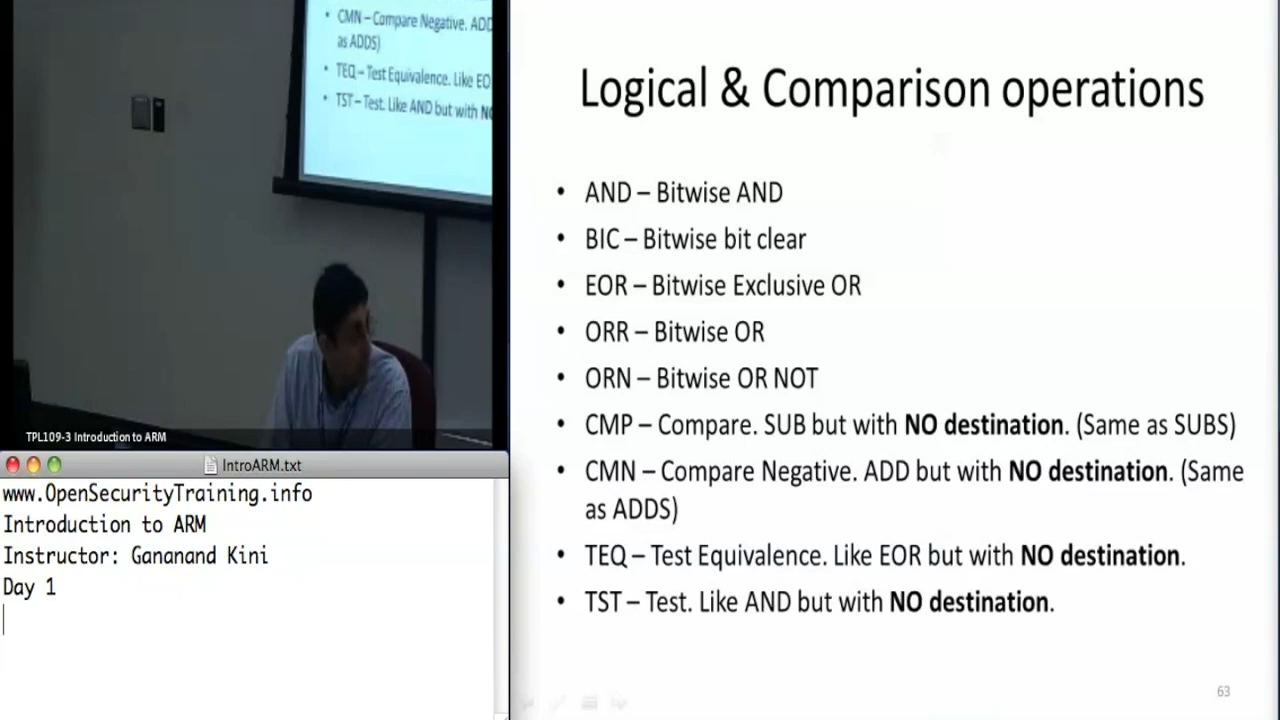 CMN – Compare Negative. ADD
as ADDS)
TEQ – Test Equivalence. Like EO
TST – Test. Like AND but with NO
TPL109-3 Introduction to ARM
IntroARM.txt
www.OpenSecurityTraining.info
Introduction to ARM
Instructor: Gananand Kini
Day 1
Logical & Comparison operations
• AND – Bitwise AND
• BIC – Bitwise bit clear
• EOR – Bitwise Exclusive OR
• ORR – Bitwise OR
• ORN – Bitwise OR NOT
• CMP – Compare. SUB but with NO destination. (Same as SUBS)
• CMN – Compare Negative. ADD but with NO destination. (Same
as ADDS)
• TEQ – Test Equivalence. Like EOR but with NO destination.
• TST – Test. Like AND but with NO destination.
63